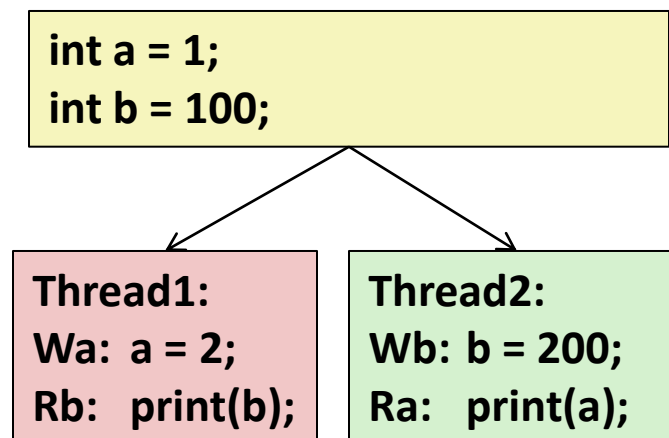 int a = 1;
int b = 100;
Thread1:
Wa: a = 2;
Rb: print(b);
Thread2:
Wb: b = 200;
Ra: print(a);